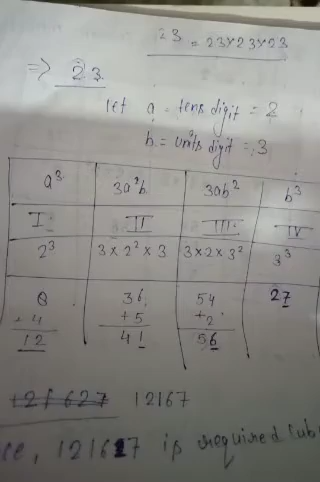 23 = 23×23×23
⇒ 23
let a = tens digit = 2
b = units digit = 3
a³ 3a²b 3ab² b³
I II III IV
2³ 3×2²×3 3×2×3² 3³
8 36 54 27
+4 +5 +2
12 41 56
12167
, 12167 is required